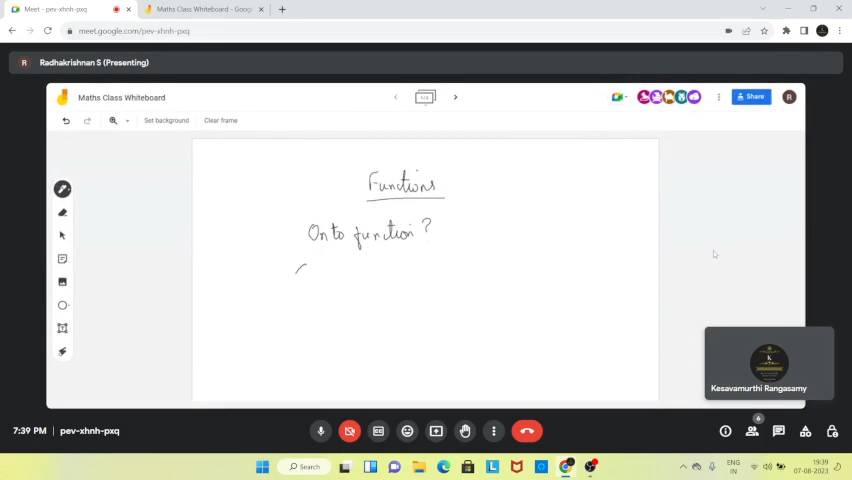 Meet - pev-xhnh-pxq
Maths Class Whiteboard - Goog
meet.google.com/pev-xhnh-pxq
R
Radhakrishnan S (Presenting)
Maths Class Whiteboard
Share
R
Set background
Clear frame
Functions
Onto function?
K
Kesavamurthi Rangasamy
7:39 PM
pev-xhnh-pxq
6
Search
ENG
IN
19:39
07-08-2023